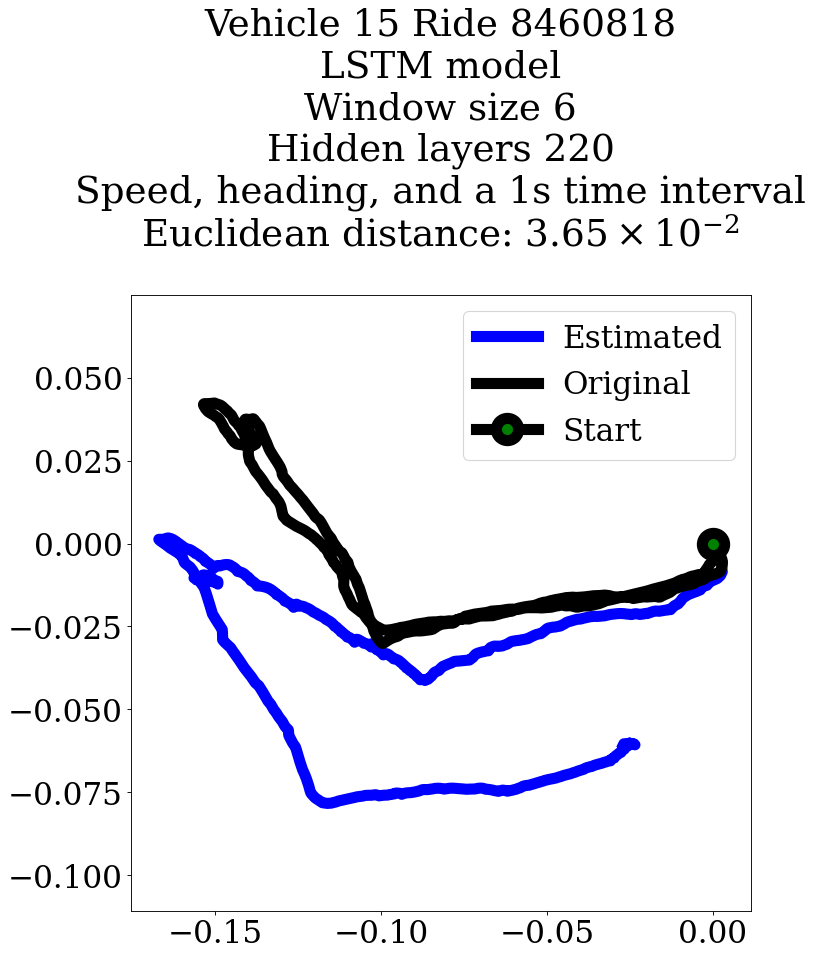 Vehicle 15 Ride 8460818
LSTM model
Window size 6
Hidden layers 220
Speed, heading, and a 1s time interval
Euclidean distance: 3.65 × 10⁻²
Estimated
Original
Start
0.050
0.025
0.000
−0.025
−0.050
−0.075
−0.100
−0.15 −0.10 −0.05 0.00